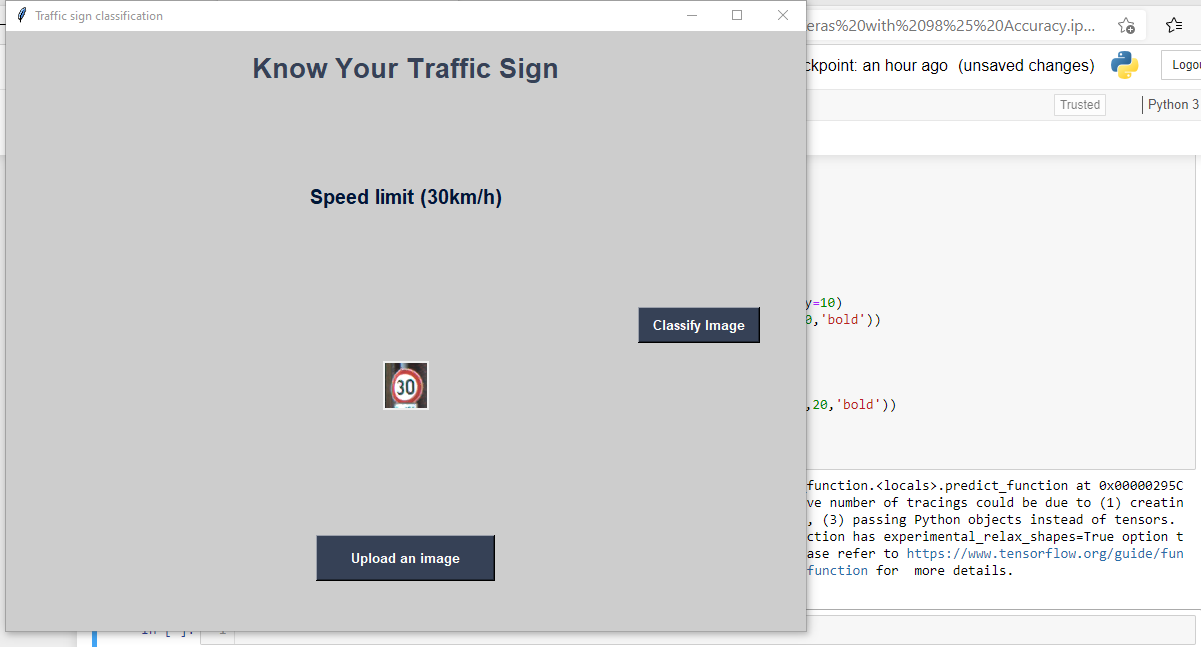 Traffic sign classification
eras%20with%2098%25%20Accuracy.ip...
Know Your Traffic Sign
ckpoint: an hour ago (unsaved changes)
Logou
Trusted
Python 3
Speed limit (30km/h)
y=10)
0,'bold'))
Classify Image
30
,20,'bold'))
function.<locals>.predict_function at 0x00000295C
ve number of tracings could be due to (1) creatin
, (3) passing Python objects instead of tensors.
ction has experimental_relax_shapes=True option t
ase refer to https://www.tensorflow.org/guide/fun
function for more details.
Upload an image
In [ ]:
1